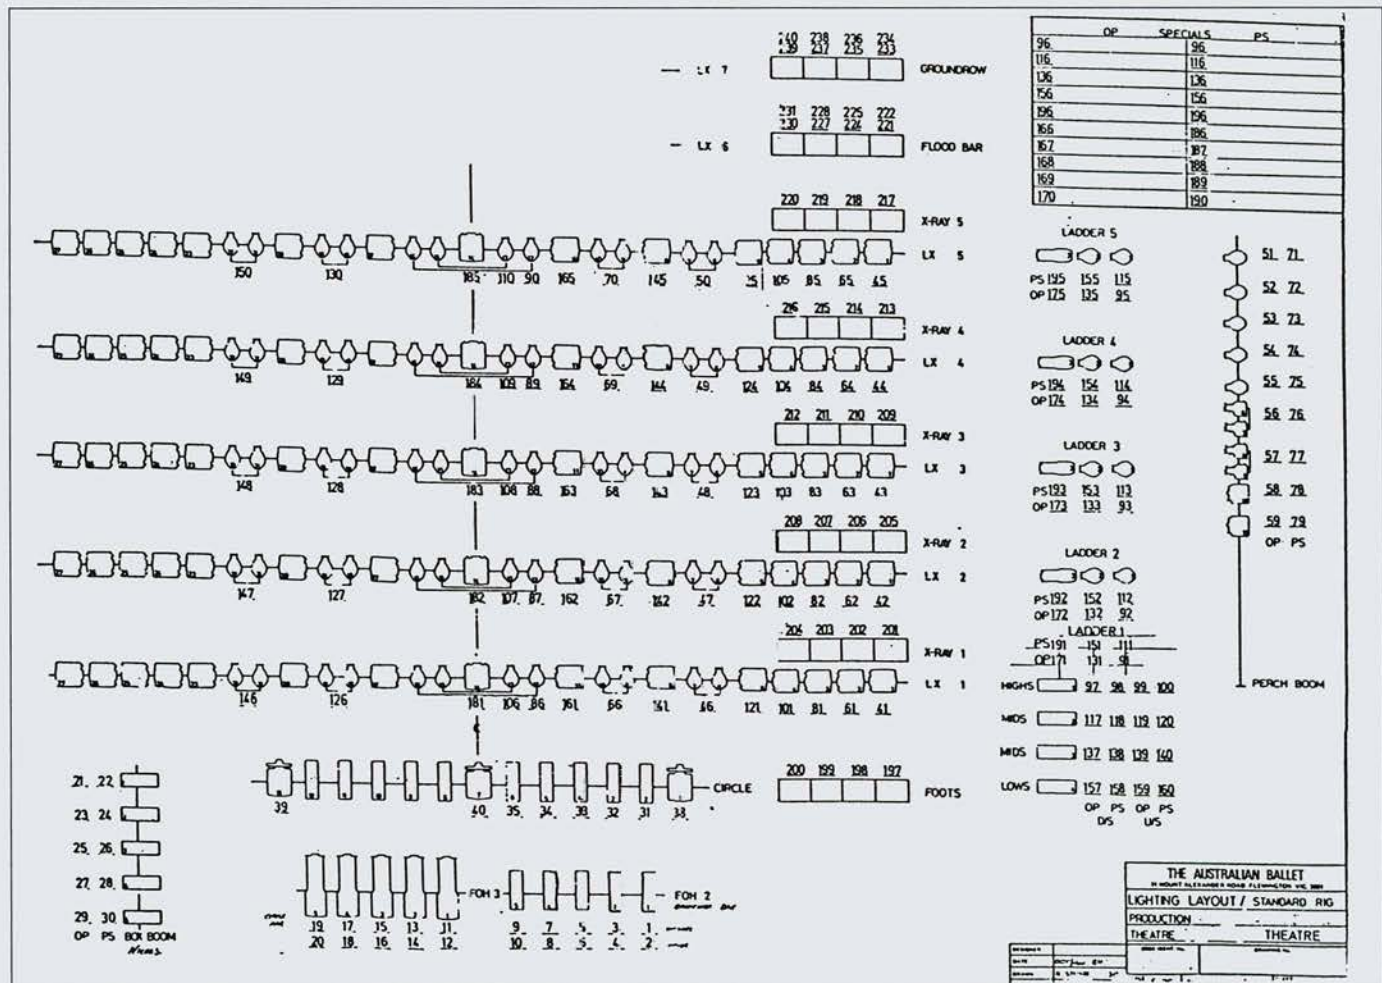 240 238 236 234
239 237 235 233
LX 7
GROUNDROW
231 228 225 222
230 227 224 221
LX 6
FLOOD BAR
OP SPECIALS PS
96 96
116 116
136 136
156 156
196 196
166 186
167 187
168 188
169 189
170 190
220 219 218 217
X-RAY 5
LX 5
150 130 185 110 90 165 70 145 50 105 85 65 45
216 215 214 213
X-RAY 4
LX 4
149 129 184 109 89 164 69 144 49 124 104 84 64 44
212 211 210 209
X-RAY 3
LX 3
148 128 183 108 88 163 68 143 48 123 103 83 63 43
208 207 206 205
X-RAY 2
LX 2
147 127 182 107 87 162 67 142 47 122 102 82 62 42
204 203 202 201
X-RAY 1
LX 1
146 126 181 106 86 161 66 141 46 121 101 81 61 41
LADDER 5
PS 195 155 115
OP 175 135 95
LADDER 4
PS 194 154 114
OP 174 134 94
LADDER 3
PS 193 153 113
OP 173 133 93
LADDER 2
PS 192 152 112
OP 172 132 92
LADDER 1
PS 191 151 111
OP 171 131 91
HIGHS 97 98 99 100
MIDS 117 118 119 120
MIDS 137 138 139 140
LOWS 157 158 159 160
OP PS OP PS
D/S U/S
51 71
52 72
53 73
54 74
55 75
56 76
57 77
58 78
59 79
OP PS
PERCH BOOM
21 22
23 24
25 26
27 28
29 30
OP PS BOX BOOM
CIRCLE
39 40 35 34 33 32 31 38
200 199 198 197
FOOTS
FOH 3
FOH 2
19 17 15 13 11 9 7 5 3 1
20 18 16 14 12 10 8 6 4 2
THE AUSTRALIAN BALLET
LIGHTING LAYOUT / STANDARD RIG
PRODUCTION
THEATRE THEATRE